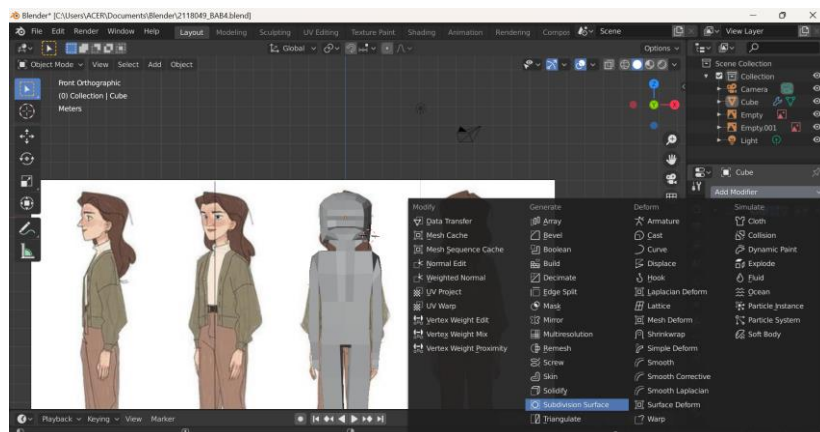 Blender* [C:\Users\ACER\Documents\Blender\2118049_BAB4.blend]
File Edit Render Window Help Layout Modeling Sculpting UV Editing Texture Paint Shading Animation Rendering Scene View Layer
Global Options
Object Mode View Select Add Object
Front Orthographic
(0) Collection | Cube
Meters
Scene Collection
Collection
Camera
Cube
Empty
Empty.001
Light
Cube
Add Modifier
Modify
Data Transfer
Mesh Cache
Mesh Sequence Cache
Normal Edit
Weighted Normal
UV Project
UV Warp
Vertex Weight Edit
Vertex Weight Mix
Vertex Weight Proximity
Generate
Array
Bevel
Boolean
Build
Decimate
Edge Split
Mask
Mirror
Multiresolution
Remesh
Screw
Skin
Solidify
Subdivision Surface
Triangulate
Deform
Armature
Cast
Curve
Displace
Hook
Laplacian Deform
Lattice
Mesh Deform
Shrinkwrap
Simple Deform
Smooth
Smooth Corrective
Smooth Laplacian
Surface Deform
Warp
Simulate
Cloth
Collision
Dynamic Paint
Explode
Fluid
Ocean
Particle Instance
Particle System
Soft Body
Playback Keying View Marker